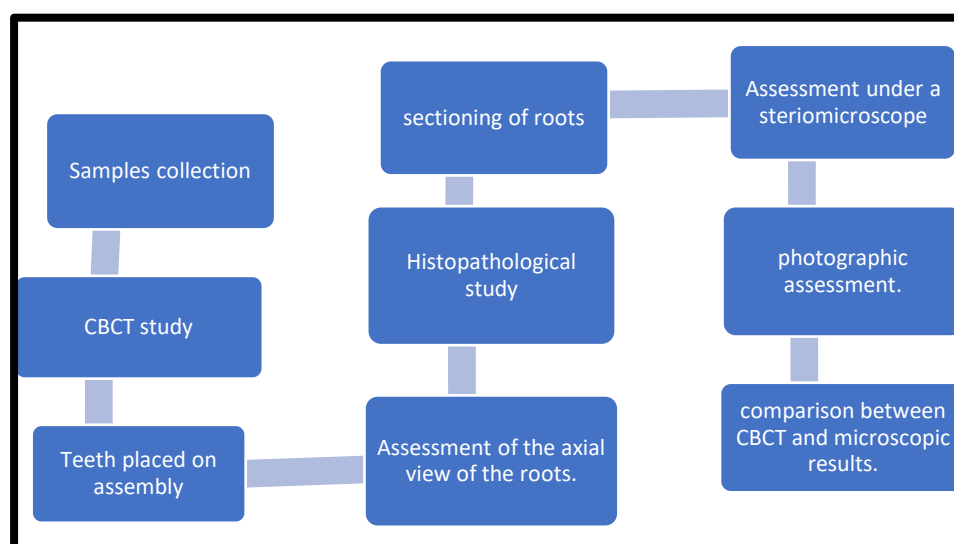 Samples collection
CBCT study
Teeth placed on
assembly
Assessment of the axial
view of the roots.
Histopathological
study
sectioning of roots
Assessment under a
steriomicroscope
photographic
assessment.
comparison between
CBCT and microscopic
results.